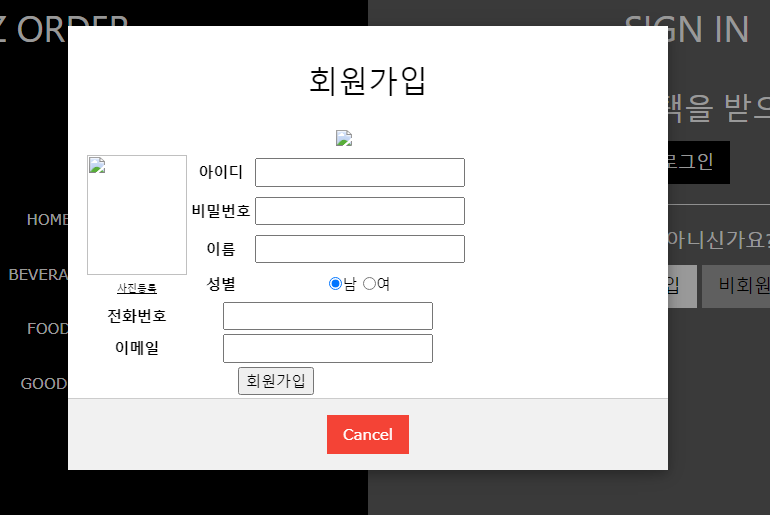 Z ORDER
SIGN IN
회원가입
택을 받으
로그인
아이디
비밀번호
HOME
이름
아니신가요?
BEVERA
성별
남
여
입
비회원
사진등록
전화번호
FOOD
이메일
회원가입
GOOD
Cancel